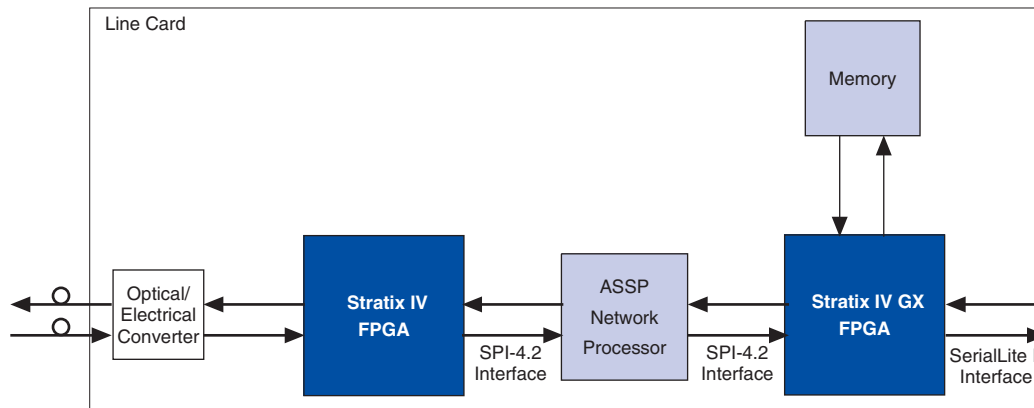 Line Card
Memory
Optical/
Electrical
Converter
Stratix IV
FPGA
SPI-4.2
Interface
ASSP
Network
Processor
SPI-4.2
Interface
Stratix IV GX
FPGA
SerialLite
Interface